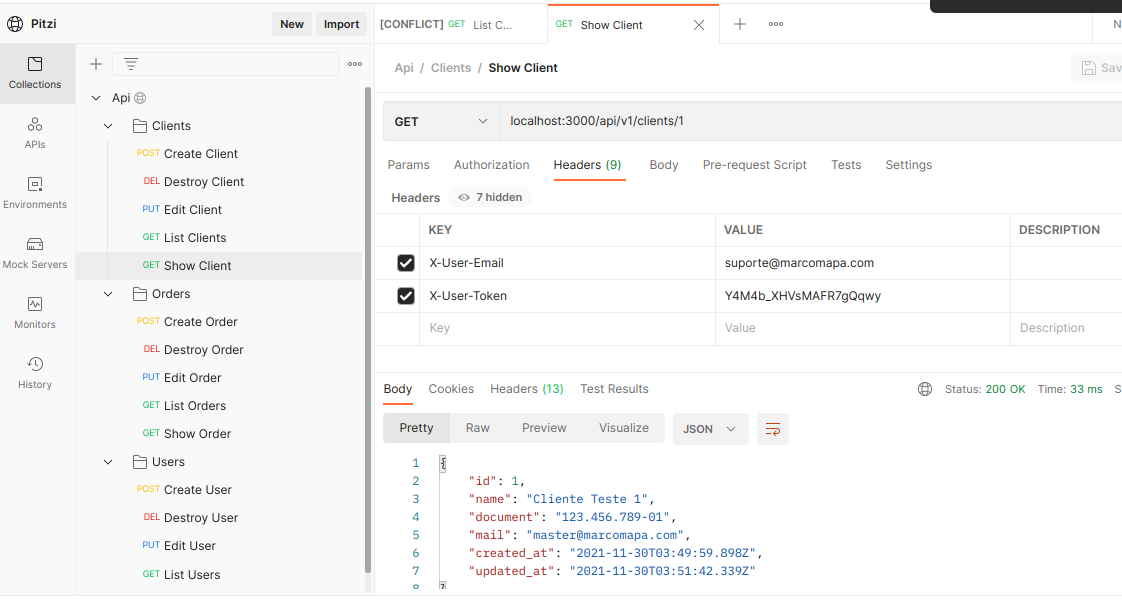 Pitzi
New
Import
[CONFLICT] GET List C...
GET Show Client
N
Collections
APIs
Environments
Mock Servers
Monitors
History
Api
Clients
POST Create Client
DEL Destroy Client
PUT Edit Client
GET List Clients
GET Show Client
Orders
POST Create Order
DEL Destroy Order
PUT Edit Order
GET List Orders
GET Show Order
Users
POST Create User
DEL Destroy User
PUT Edit User
GET List Users
Api / Clients / Show Client
Sav
GET
localhost:3000/api/v1/clients/1
Params Authorization Headers (9) Body Pre-request Script Tests Settings
Headers 7 hidden
KEY VALUE DESCRIPTION
X-User-Email suporte@marcomapa.com
X-User-Token Y4M4b_XHVsMAFR7gQqwy
Key Value Description
Body Cookies Headers (13) Test Results
Status: 200 OK Time: 33 ms S
Pretty Raw Preview Visualize JSON
1 {
2 "id": 1,
3 "name": "Cliente Teste 1",
4 "document": "123.456.789-01",
5 "mail": "master@marcomapa.com",
6 "created_at": "2021-11-30T03:49:59.898Z",
7 "updated_at": "2021-11-30T03:51:42.339Z"
8 }